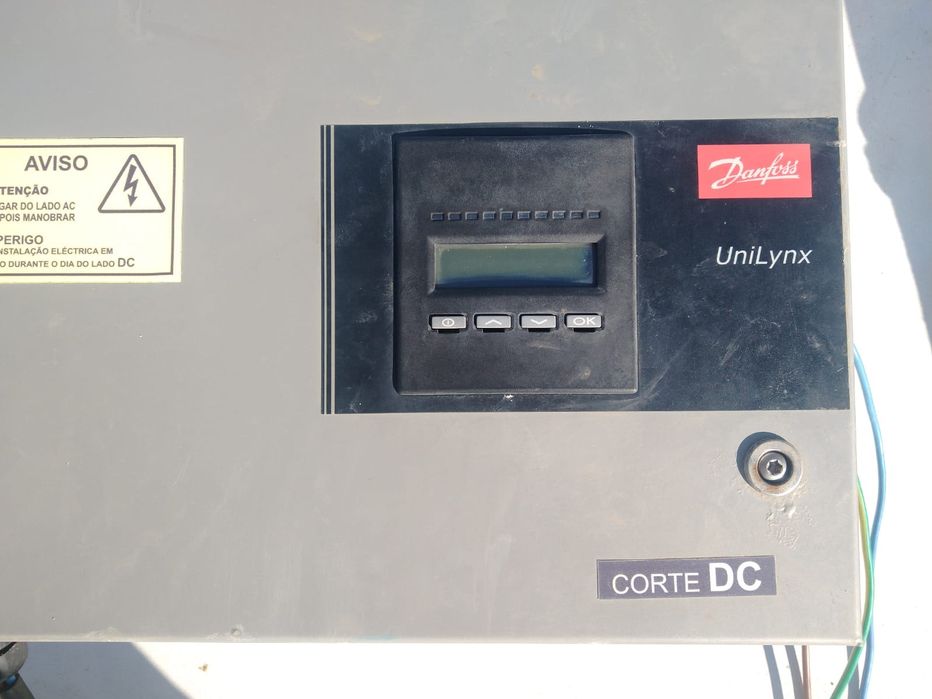 AVISO
TENÇÃO
GAR DO LADO AC
POIS MANOBRAR
PERIGO
NSTALAÇÃO ELÉCTRICA EM
O DURANTE O DIA DO LADO DC
Danfoss
UniLynx
OK
CORTE DC